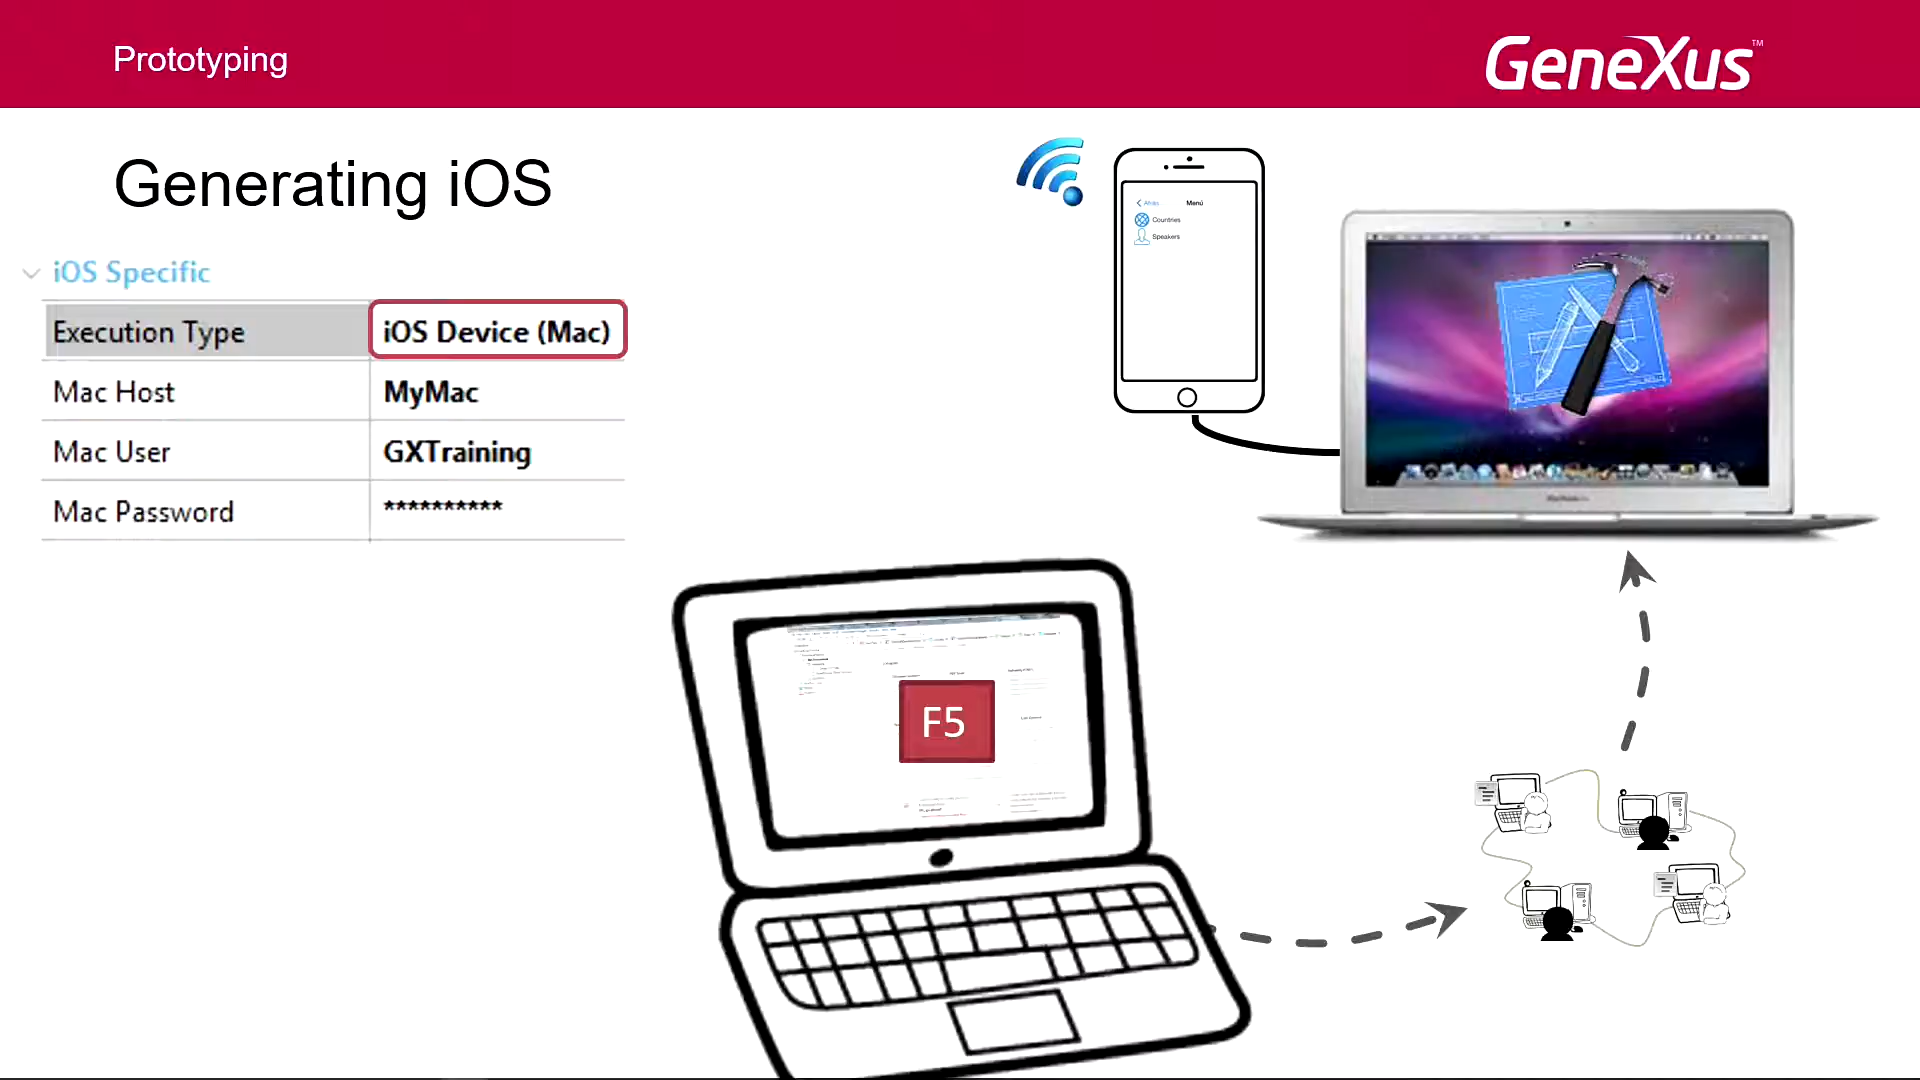 Prototyping
GeneXus™
Generating iOS
iOS Specific
Execution Type iOS Device (Mac)
Mac Host MyMac
Mac User GXTraining
Mac Password **********
Atrás Menú
Countries
Speakers
F5